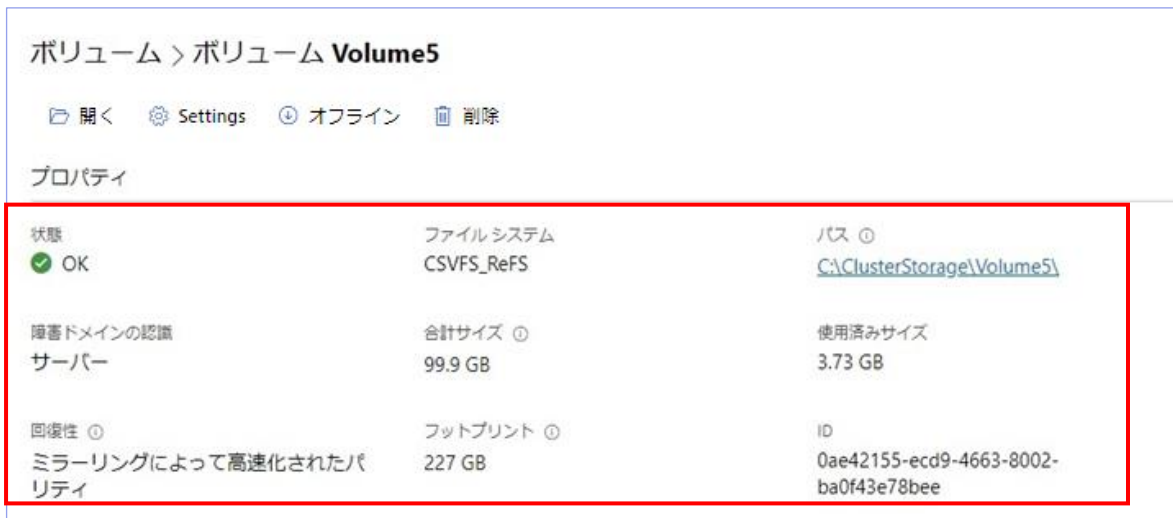 ボリューム > ボリューム Volume5
開く Settings オフライン 削除
プロパティ
状態 ファイル システム パス
OK CSVFS_ReFS C:\ClusterStorage\Volume5\
障害ドメインの認識 合計サイズ 使用済みサイズ
サーバー 99.9 GB 3.73 GB
回復性 フットプリント ID
ミラーリングによって高速化されたパ 227 GB 0ae42155-ecd9-4663-8002-
リティ ba0f43e78bee